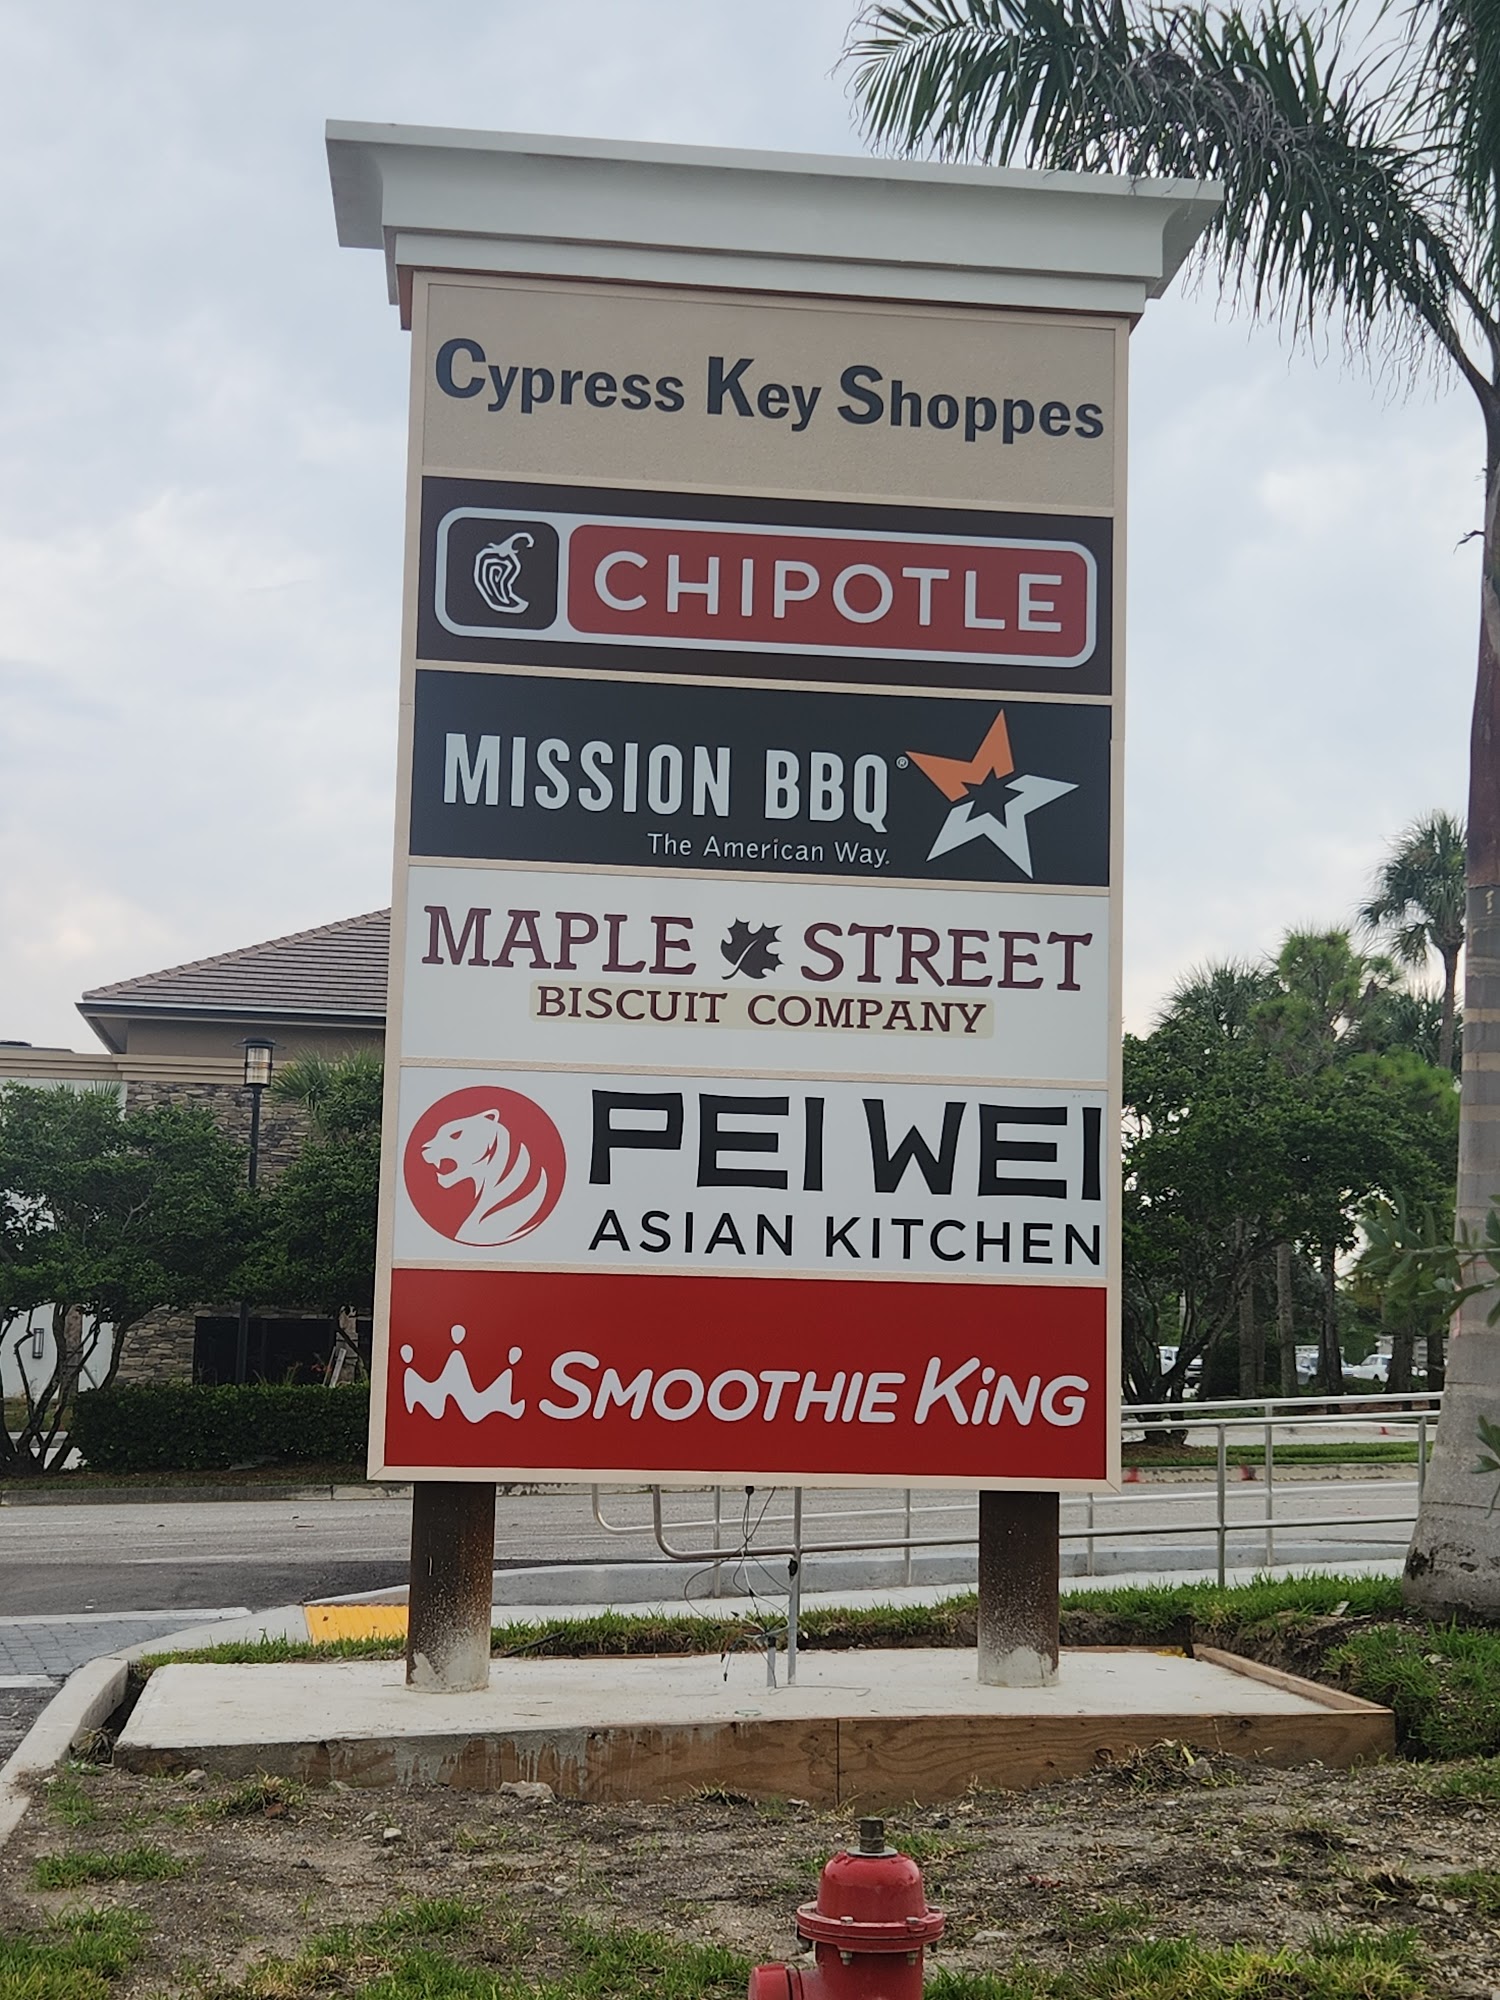 Cypress Key Shoppes
CHIPOTLE
MISSION BBQ®
The American Way.
MAPLE STREET
BISCUIT COMPANY
PEI WEI
ASIAN KITCHEN
SMOOTHIE KiNG